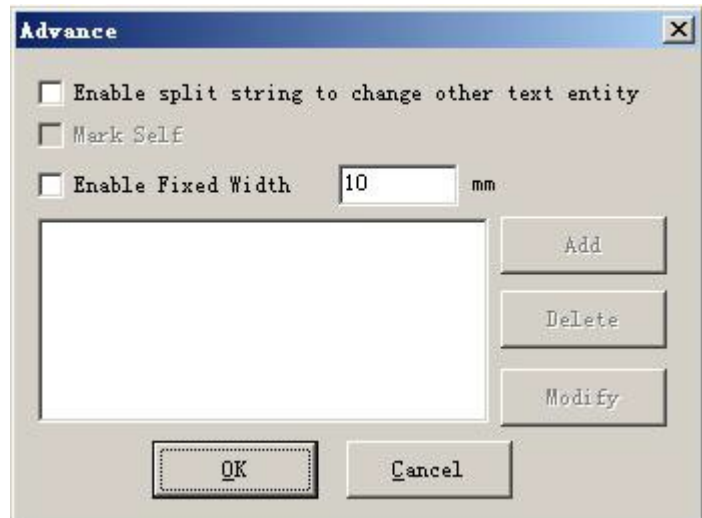 Advance
Enable split string to change other text entity
Mark Self
Enable Fixed Width 10 mm
Add
Delete
Modify
OK Cancel